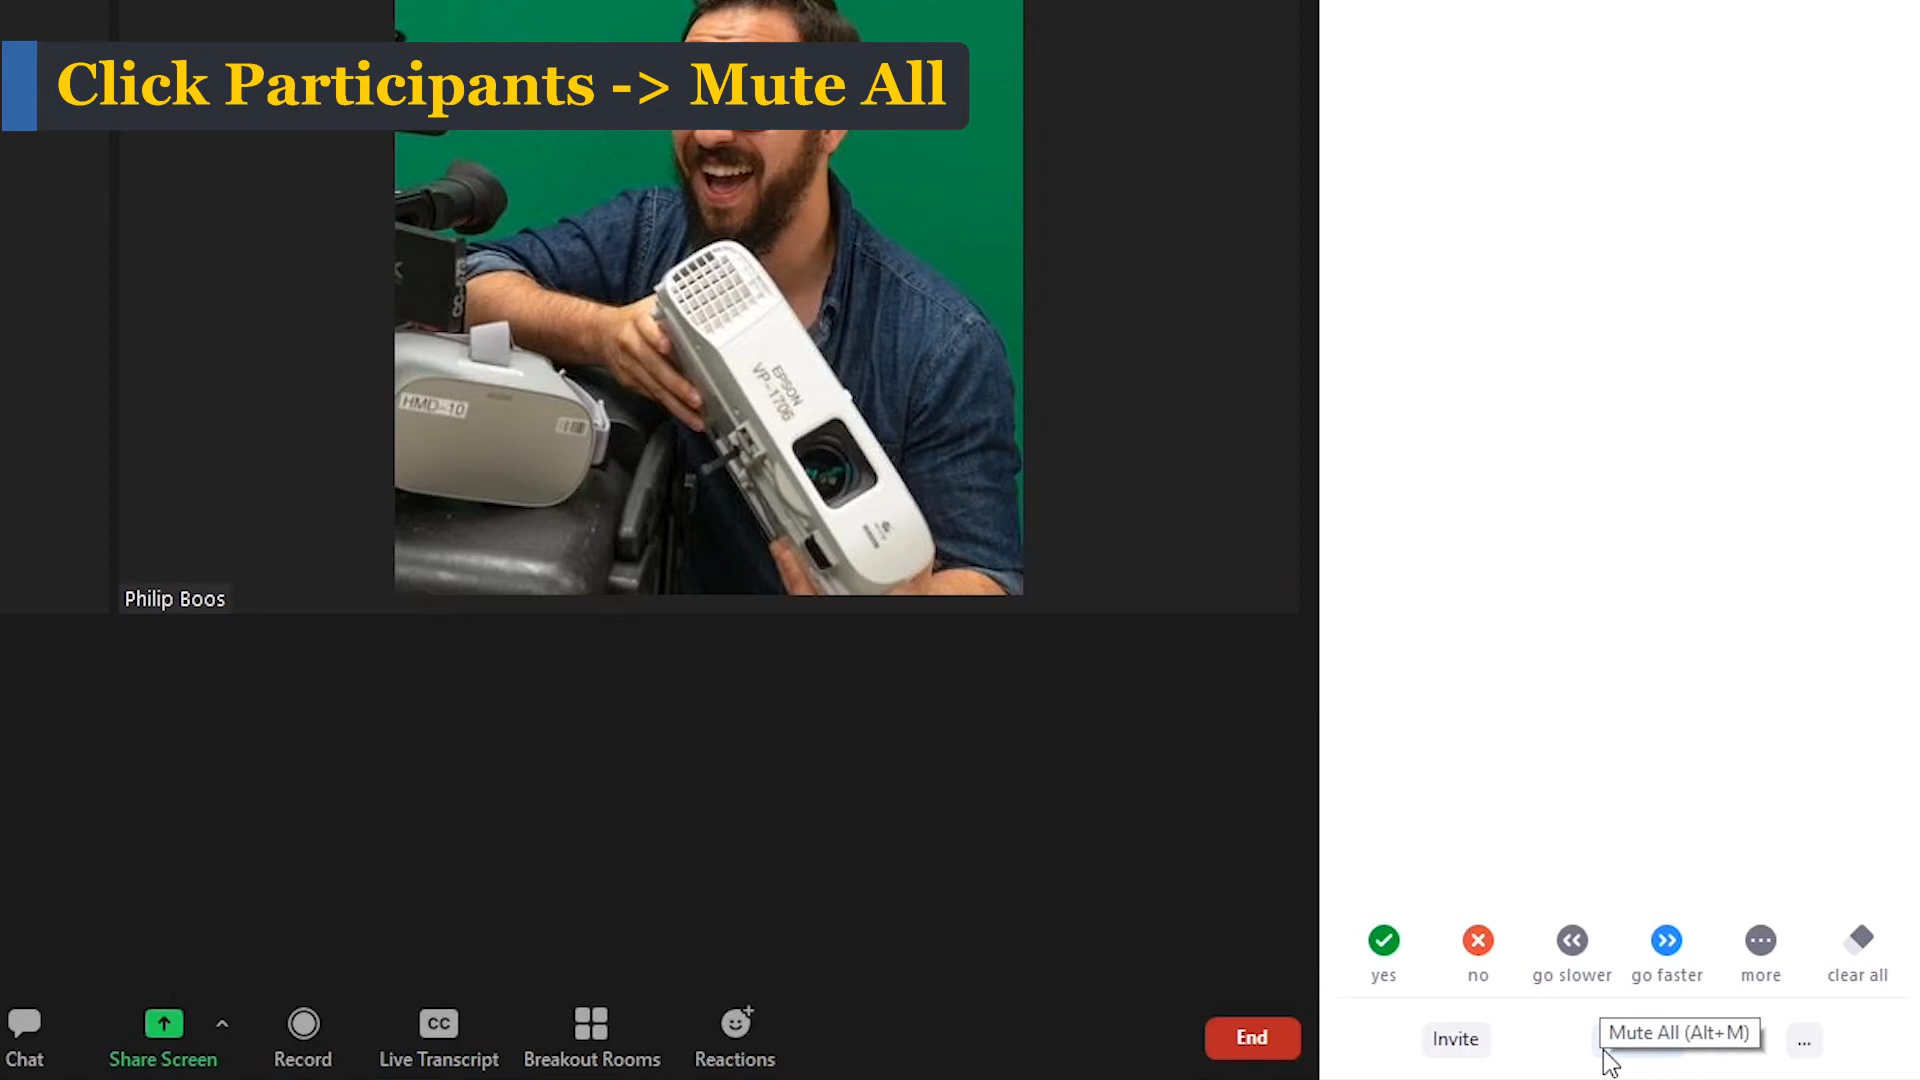 Click Participants -> Mute All
HMD-10
EPSON
VP-1706
Philip Boos
yes
no
go slower
go faster
more
clear all
Chat
Share Screen
Record
CC
Live Transcript
Breakout Rooms
Reactions
End
Invite
Mute All (Alt+M)
...